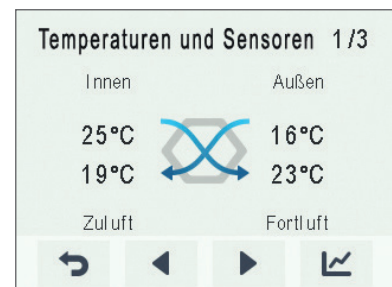 Temperaturen und Sensoren 1/3
Innen Außen
25°C 16°C
19°C 23°C
Zuluft Fortluft